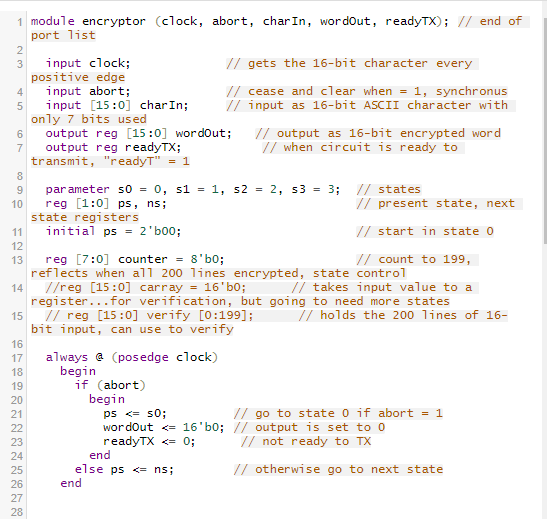 1 module encryptor (clock, abort, charIn, wordOut, readyTX); // end of
port list
2
3 input clock; // gets the 16-bit character every
positive edge
4 input abort; // cease and clear when = 1, synchronus
5 input [15:0] charIn; // input as 16-bit ASCII character with
only 7 bits used
6 output reg [15:0] wordOut; // output as 16-bit encrypted word
7 output reg readyTX; // when circuit is ready to
transmit, "readyT" = 1
8
9 parameter s0 = 0, s1 = 1, s2 = 2, s3 = 3; // states
10 reg [1:0] ps, ns; // present state, next
state registers
11 initial ps = 2'b00; // start in state 0
12
13 reg [7:0] counter = 8'b0; // count to 199,
reflects when all 200 lines encrypted, state control
14 //reg [15:0] carray = 16'b0; // takes input value to a
register...for verification, but going to need more states
15 // reg [15:0] verify [0:199]; // holds the 200 lines of 16-
bit input, can use to verify
16
17 always @ (posedge clock)
18 begin
19 if (abort)
20 begin
21 ps <= s0; // go to state 0 if abort = 1
22 wordOut <= 16'b0; // output is set to 0
23 readyTX <= 0; // not ready to TX
24 end
25 else ps <= ns; // otherwise go to next state
26 end
27
28